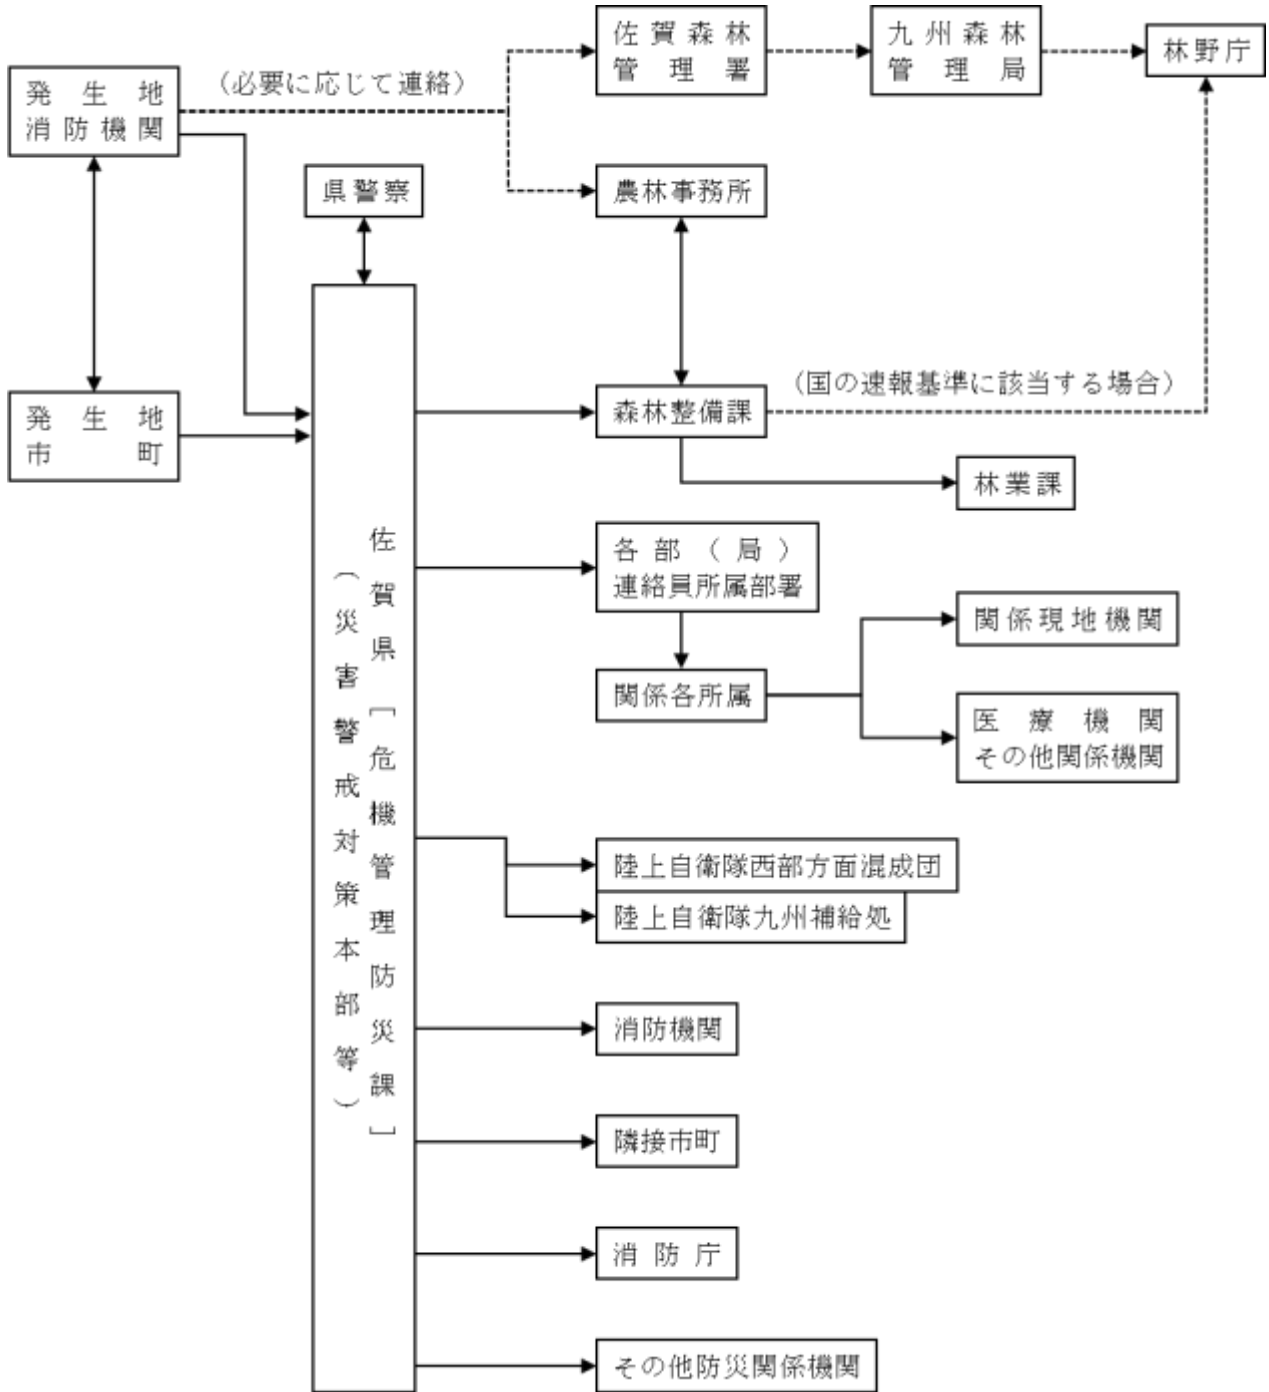 佐賀森林
管理署
九州森林
管理局
林野庁
発生地
消防機関
（必要に応じて連絡）
県警察
農林事務所
発生地
市町
森林整備課
（国の速報基準に該当する場合）
林業課
佐賀県［危機管理防災課］
（災害警戒対策本部等）
各部（局）
連絡員所属部署
関係各所属
関係現地機関
医療機関
その他関係機関
陸上自衛隊西部方面混成団
陸上自衛隊九州補給処
消防機関
隣接市町
消防庁
その他防災関係機関